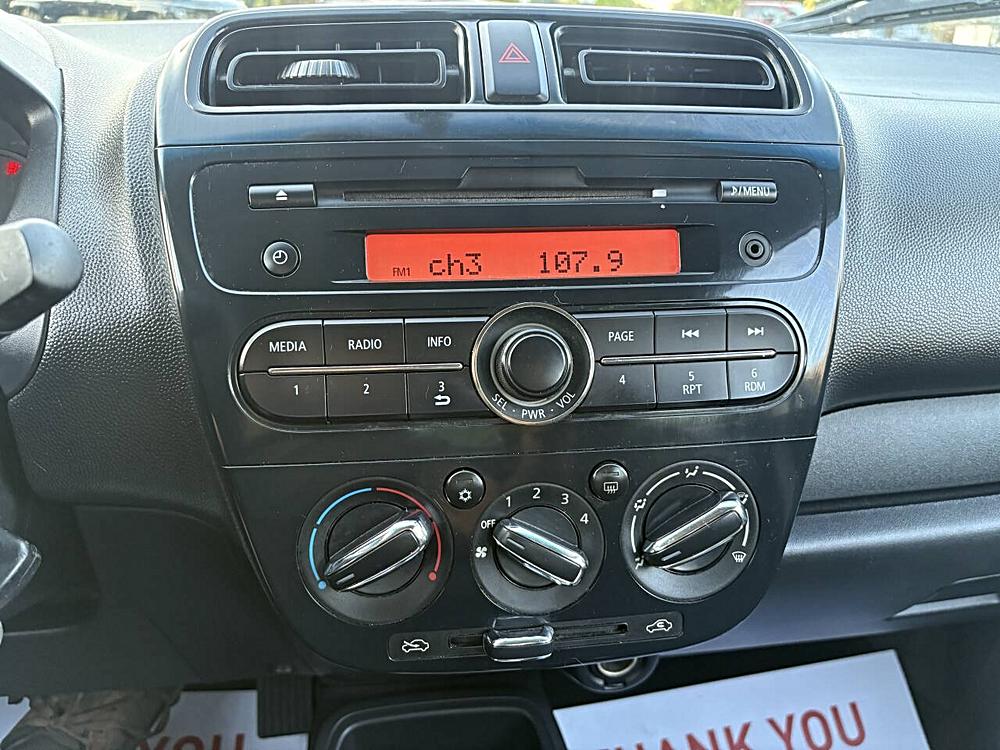 MENU
FM1 ch3 107.9
MEDIA RADIO INFO PAGE
1 2 3 4 5 6
RPT RDM
SEL · PWR · VOL
OFF 1 2 3 4
THANK YOU
YOU